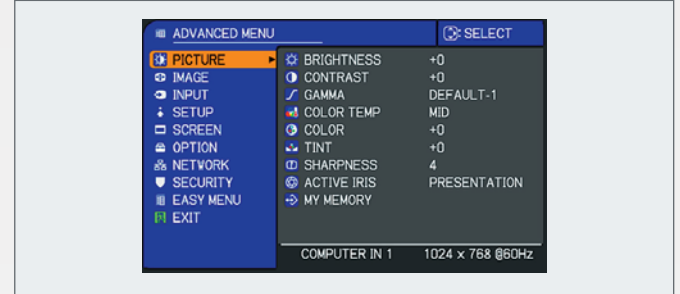 ADVANCED MENU
: SELECT
PICTURE
IMAGE
INPUT
SETUP
SCREEN
OPTION
NETWORK
SECURITY
EASY MENU
EXIT
BRIGHTNESS +0
CONTRAST +0
GAMMA DEFAULT-1
COLOR TEMP MID
COLOR +0
TINT +0
SHARPNESS 4
ACTIVE IRIS PRESENTATION
MY MEMORY
COMPUTER IN 1 1024 x 768 @60Hz